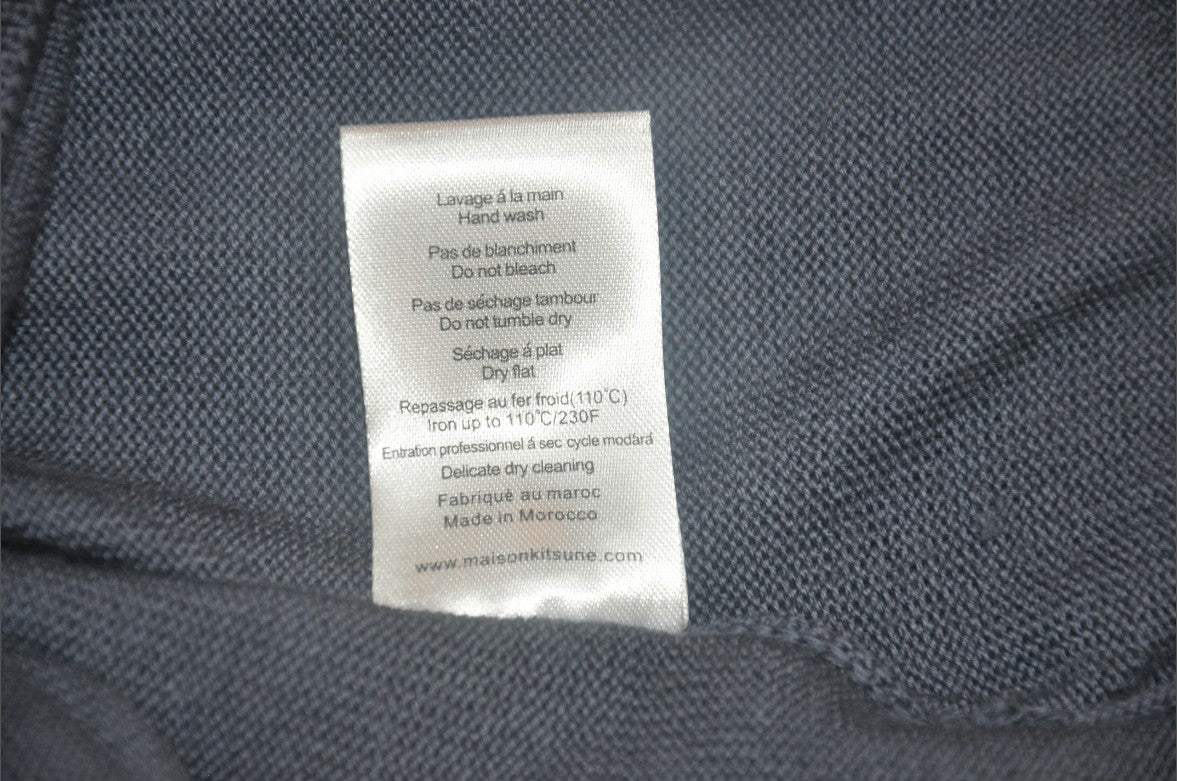 Lavage á la main
Hand wash
Pas de blanchiment
Do not bleach
Pas de séchage tambour
Do not tumble dry
Séchage á plat
Dry flat
Repassage au fer froid(110°C)
Iron up to 110°C/230F
Entration professionnel á sec cycle modárá
Delicate dry cleaning
Fabriqué au maroc
Made in Morocco
www.maisonkitsune.com